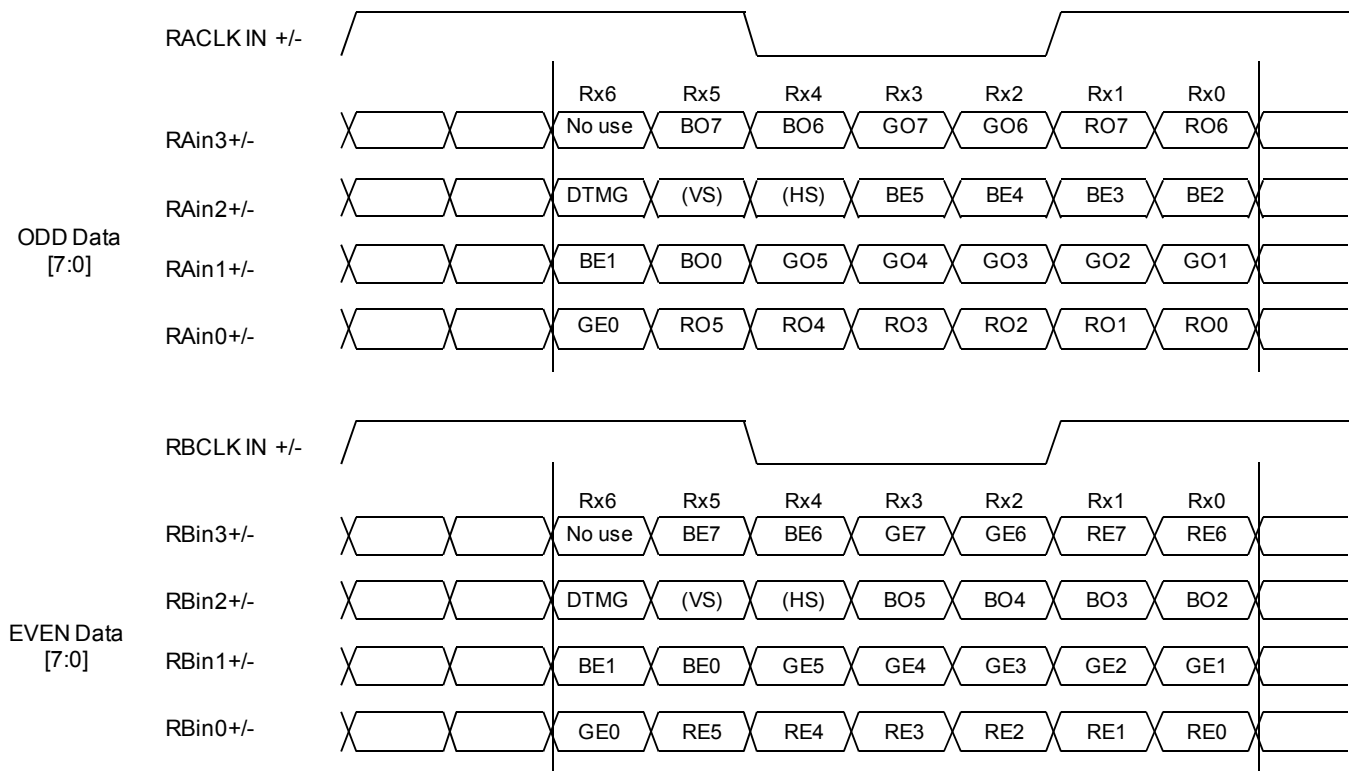 RACLK IN +/-
Rx6 Rx5 Rx4 Rx3 Rx2 Rx1 Rx0
RAin3+/- No use BO7 BO6 GO7 GO6 RO7 RO6
RAin2+/- DTMG (VS) (HS) BE5 BE4 BE3 BE2
ODD Data
[7:0]
RAin1+/- BE1 BO0 GO5 GO4 GO3 GO2 GO1
RAin0+/- GE0 RO5 RO4 RO3 RO2 RO1 RO0
RBCLK IN +/-
Rx6 Rx5 Rx4 Rx3 Rx2 Rx1 Rx0
RBin3+/- No use BE7 BE6 GE7 GE6 RE7 RE6
RBin2+/- DTMG (VS) (HS) BO5 BO4 BO3 BO2
EVEN Data
[7:0]
RBin1+/- BE1 BE0 GE5 GE4 GE3 GE2 GE1
RBin0+/- GE0 RE5 RE4 RE3 RE2 RE1 RE0